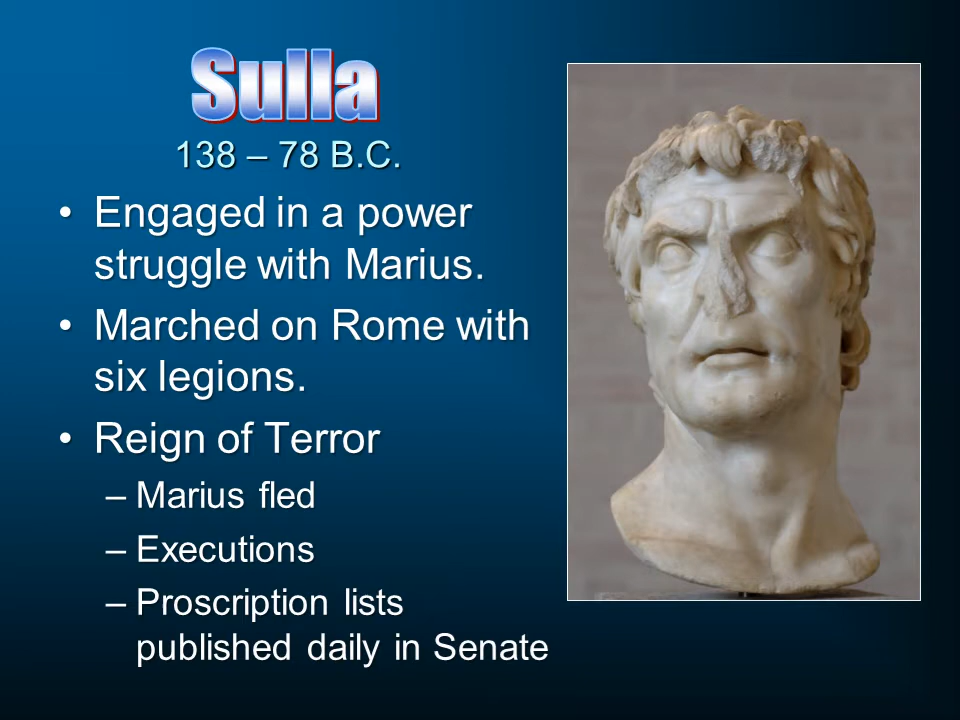 Sulla
138 – 78 B.C.
• Engaged in a power
struggle with Marius.
• Marched on Rome with
six legions.
• Reign of Terror
– Marius fled
– Executions
– Proscription lists
published daily in Senate